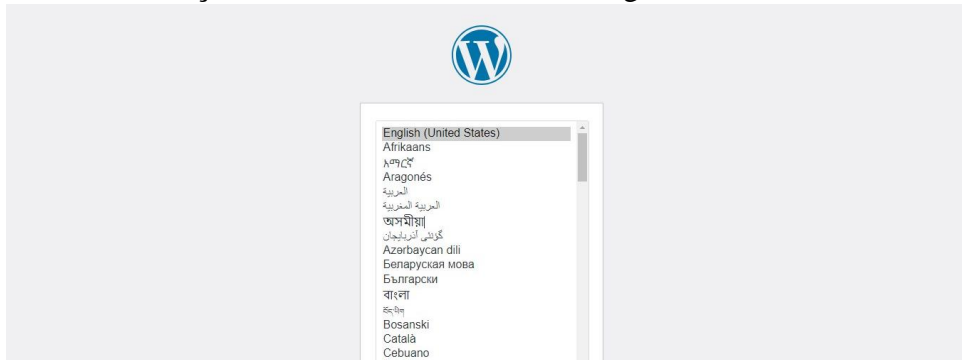 English (United States)
Afrikaans
አማርኛ
Aragonés
العربية
العربية المغربية
অসমীয়া
گؤنئی آذربایجان
Azərbaycan dili
Беларуская мова
Български
বাংলা
བོད་ཡིག
Bosanski
Català
Cebuano